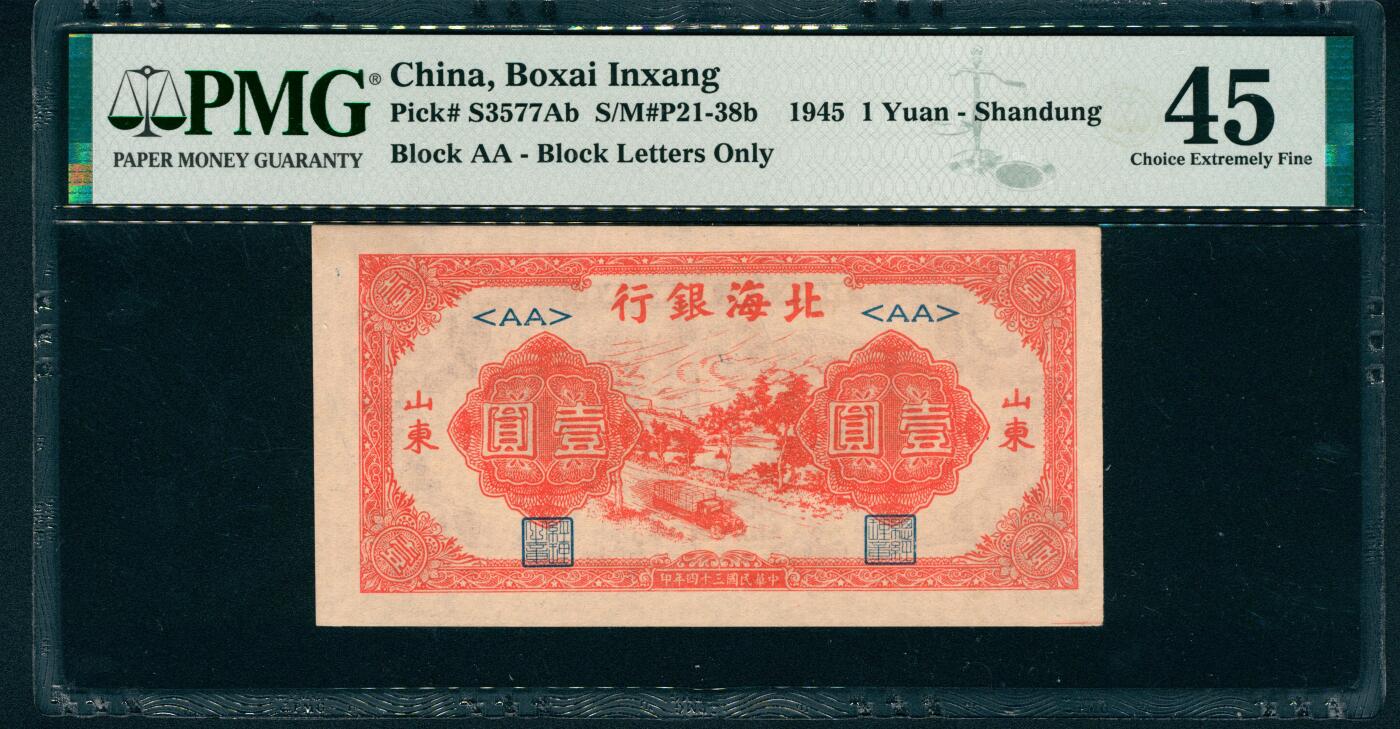 PMG®
PAPER MONEY GUARANTY
China, Boxai Inxang
Pick# S3577Ab S/M#P21-38b 1945 1 Yuan - Shandung
Block AA - Block Letters Only
45
Choice Extremely Fine
行銀海北
<AA>
<AA>
山東
圓壹
圓壹
山東
印年四十三國民華中